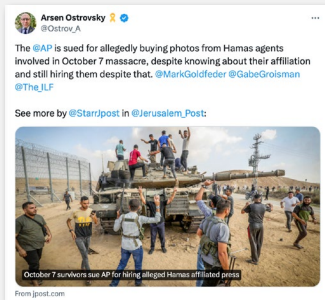 Arsen Ostrovsky
@Ostrov_A
The @AP is sued for allegedly buying photos from Hamas agents
involved in October 7 massacre, despite knowing about their affiliation
and still hiring them despite that. @MarkGoldfeder @GabeGroisman
@The_ILF
See more by @StarrJpost in @Jerusalem_Post:
October 7 survivors sue AP for hiring alleged Hamas affiliated press
From jpost.com